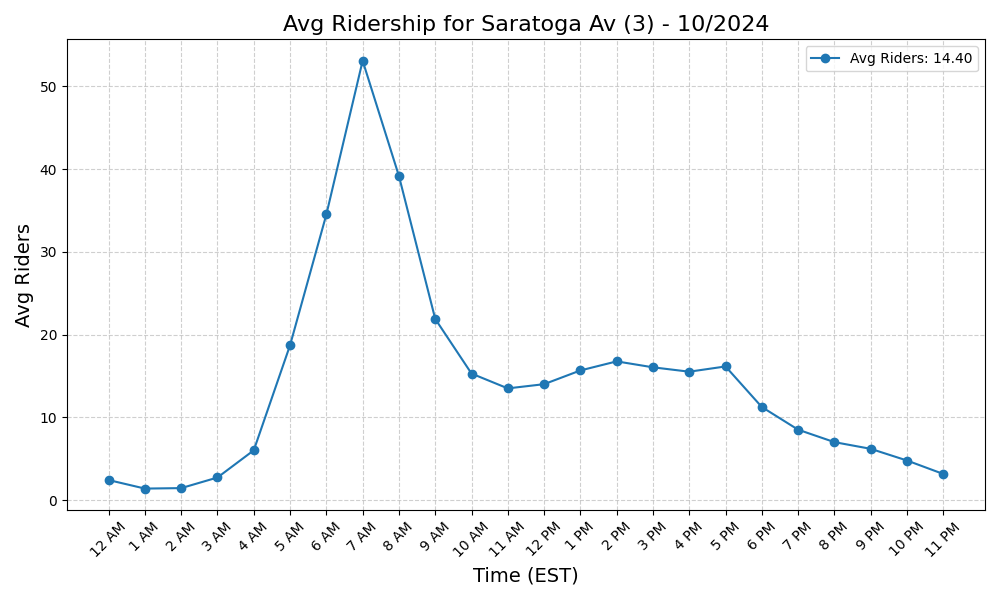 Avg Ridership for Saratoga Av (3) - 10/2024
Avg Riders: 14.40
Avg Riders
50
40
30
20
10
0
12 AM
1 AM
2 AM
3 AM
4 AM
5 AM
6 AM
7 AM
8 AM
9 AM
10 AM
11 AM
12 PM
1 PM
2 PM
3 PM
4 PM
5 PM
6 PM
7 PM
8 PM
9 PM
10 PM
11 PM
Time (EST)